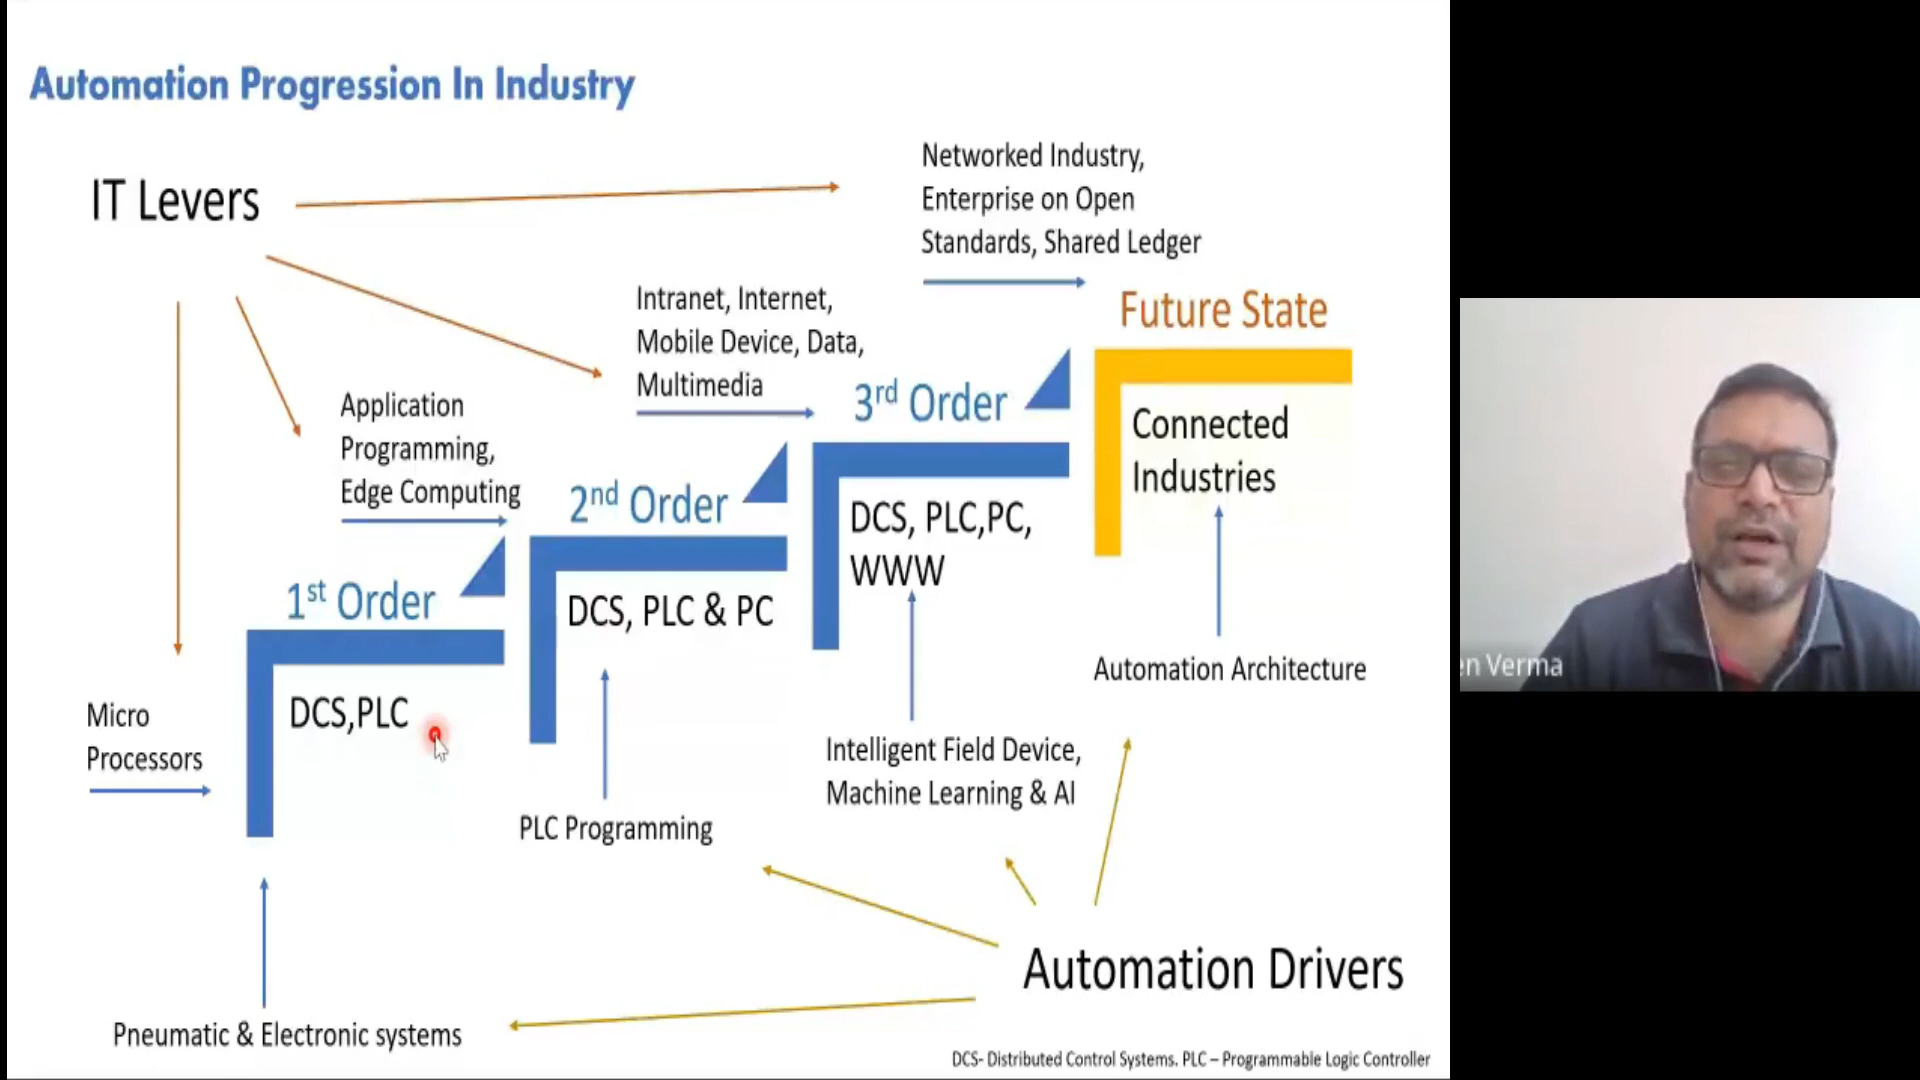 Automation Progression In Industry
IT Levers
Networked Industry,
Enterprise on Open
Standards, Shared Ledger
Future State
Connected
Industries
Automation Architecture
Intranet, Internet,
Mobile Device, Data,
Multimedia
3rd Order
DCS, PLC,PC,
WWW
Intelligent Field Device,
Machine Learning & AI
Application
Programming,
Edge Computing
2nd Order
DCS, PLC & PC
PLC Programming
1st Order
DCS,PLC
Micro
Processors
Pneumatic & Electronic systems
Automation Drivers
DCS- Distributed Control Systems. PLC – Programmable Logic Controller
en Verma